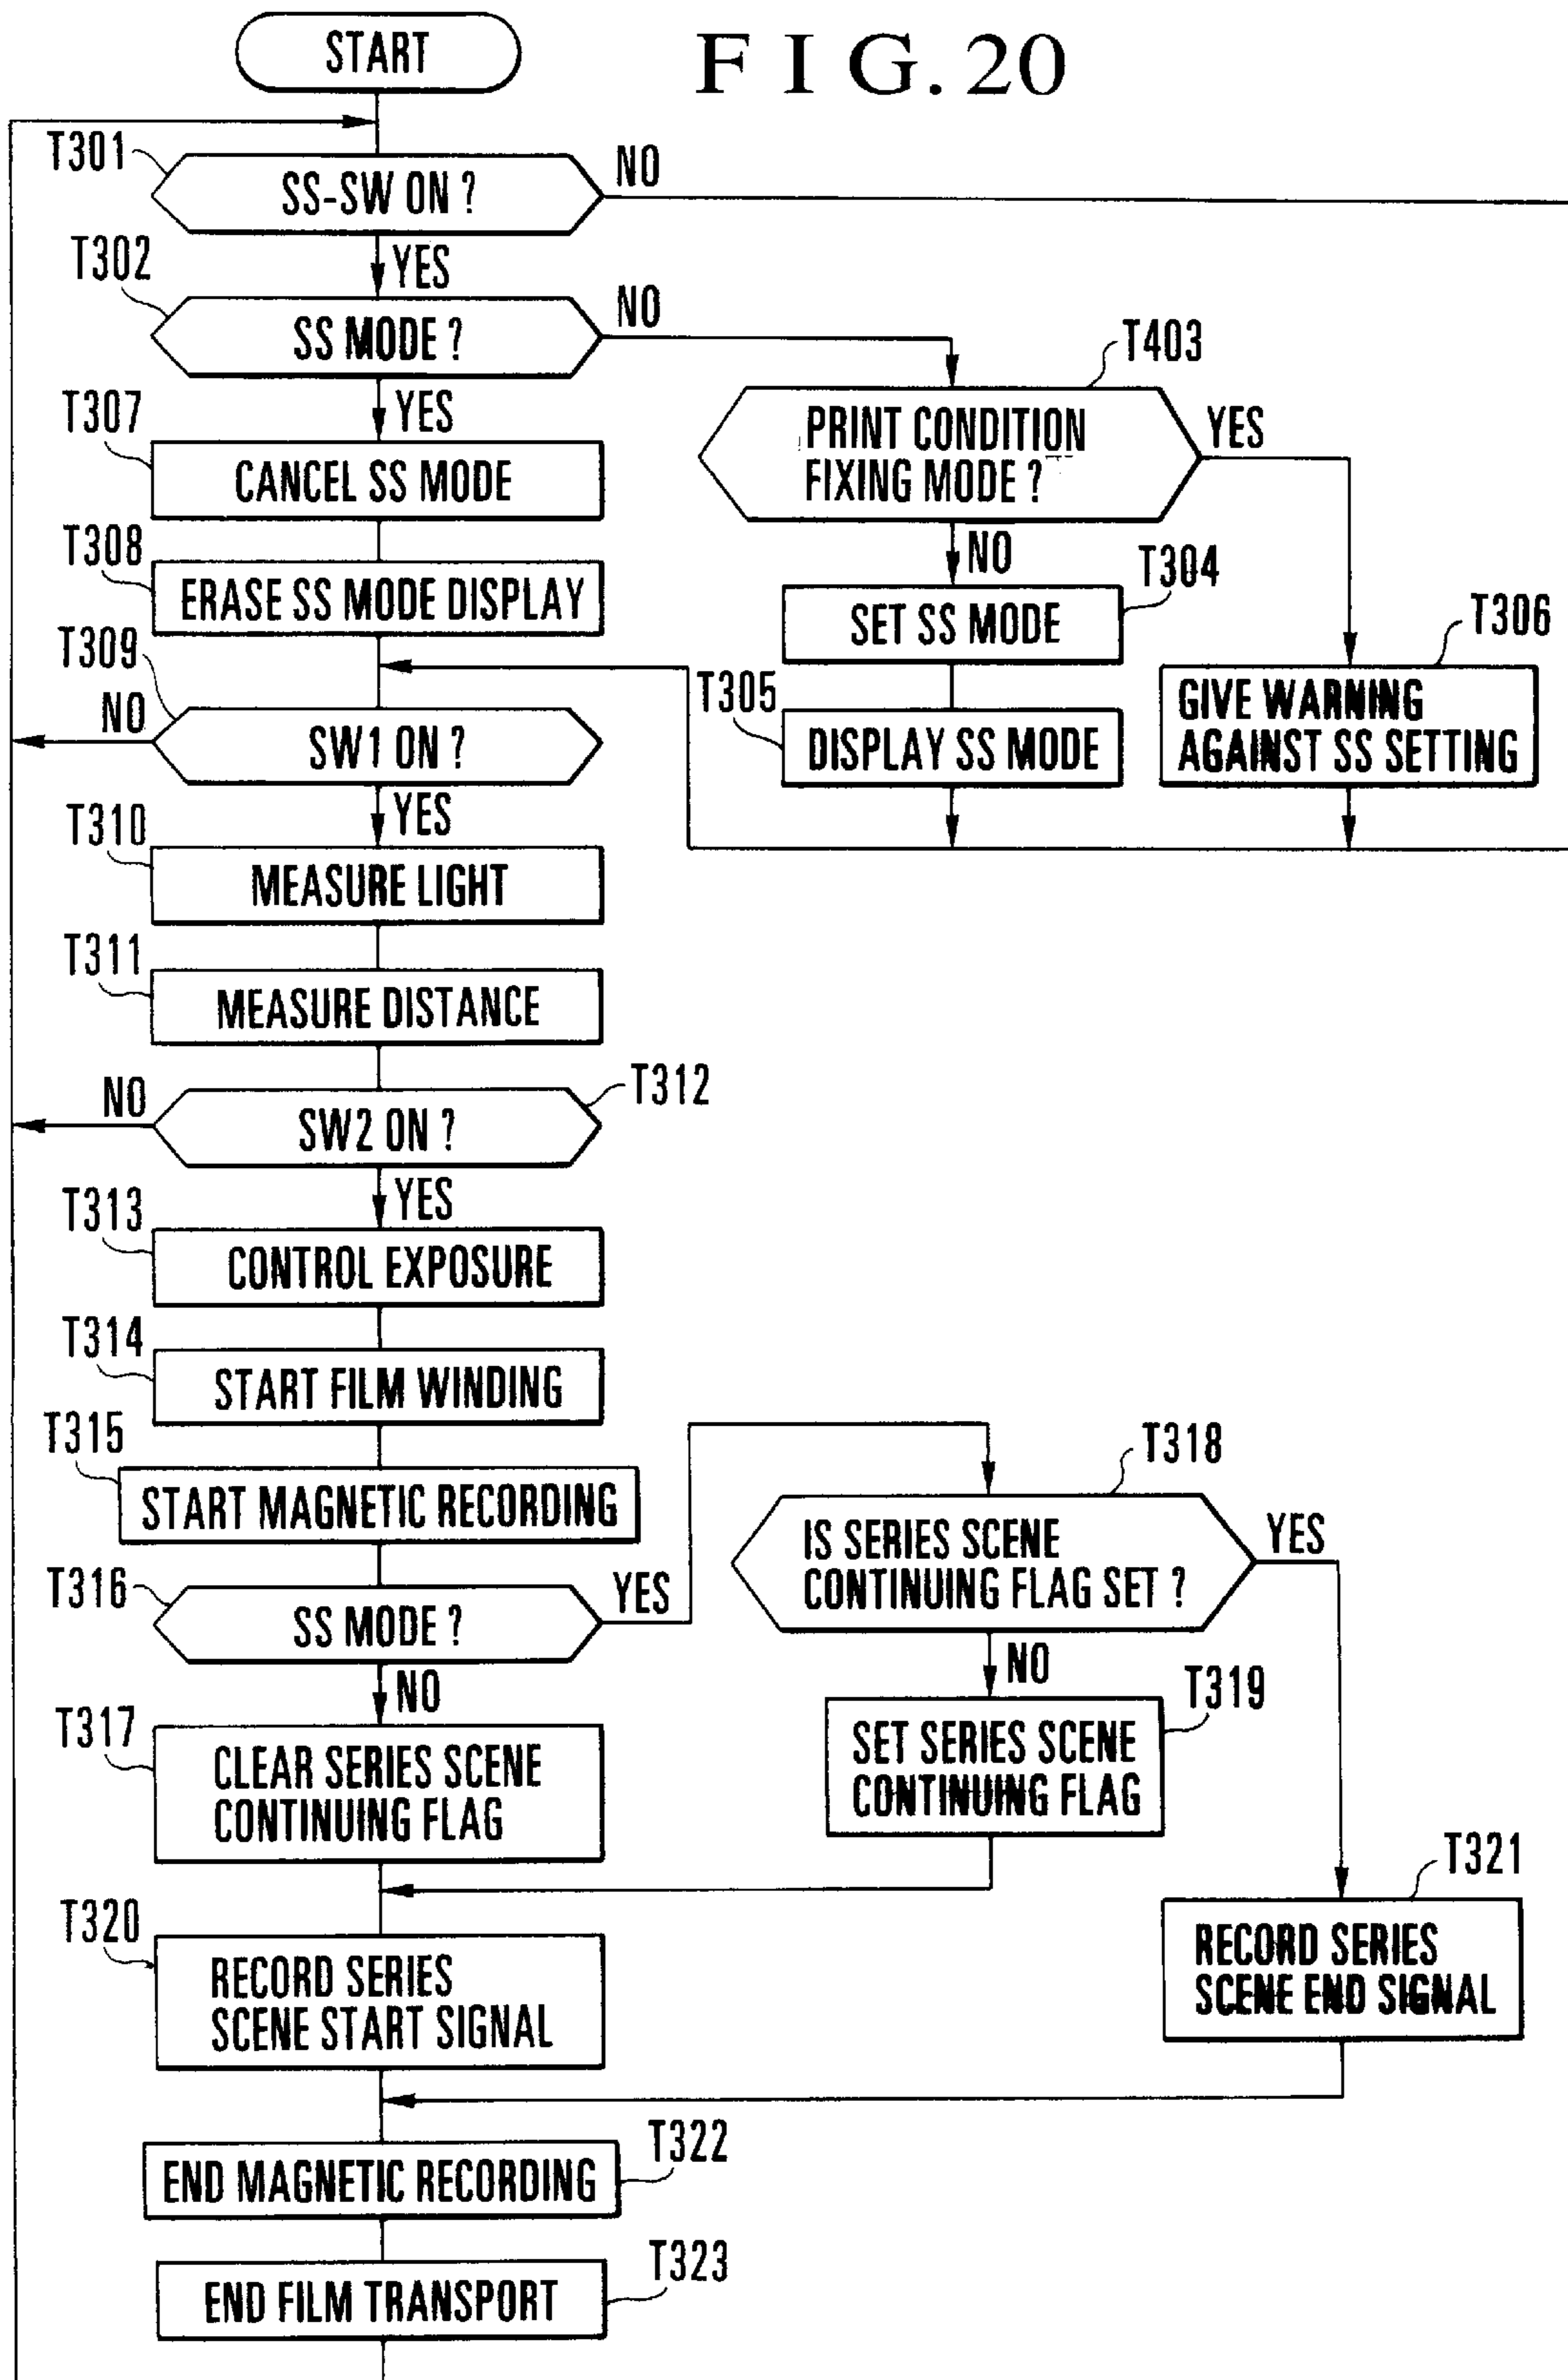 START
F I G. 20
T301
SS-SW ON ?
NO
YES
T302
SS MODE ?
NO
YES
T403
PRINT CONDITION
FIXING MODE ?
YES
NO
T307
CANCEL SS MODE
T308
ERASE SS MODE DISPLAY
T304
SET SS MODE
T305
DISPLAY SS MODE
T306
GIVE WARNING
AGAINST SS SETTING
T309
NO
SW1 ON ?
YES
T310
MEASURE LIGHT
T311
MEASURE DISTANCE
T312
NO
SW2 ON ?
YES
T313
CONTROL EXPOSURE
T314
START FILM WINDING
T315
START MAGNETIC RECORDING
T316
SS MODE ?
YES
NO
T318
IS SERIES SCENE
CONTINUING FLAG SET ?
YES
NO
T317
CLEAR SERIES SCENE
CONTINUING FLAG
T319
SET SERIES SCENE
CONTINUING FLAG
T320
RECORD SERIES
SCENE START SIGNAL
T321
RECORD SERIES
SCENE END SIGNAL
T322
END MAGNETIC RECORDING
T323
END FILM TRANSPORT